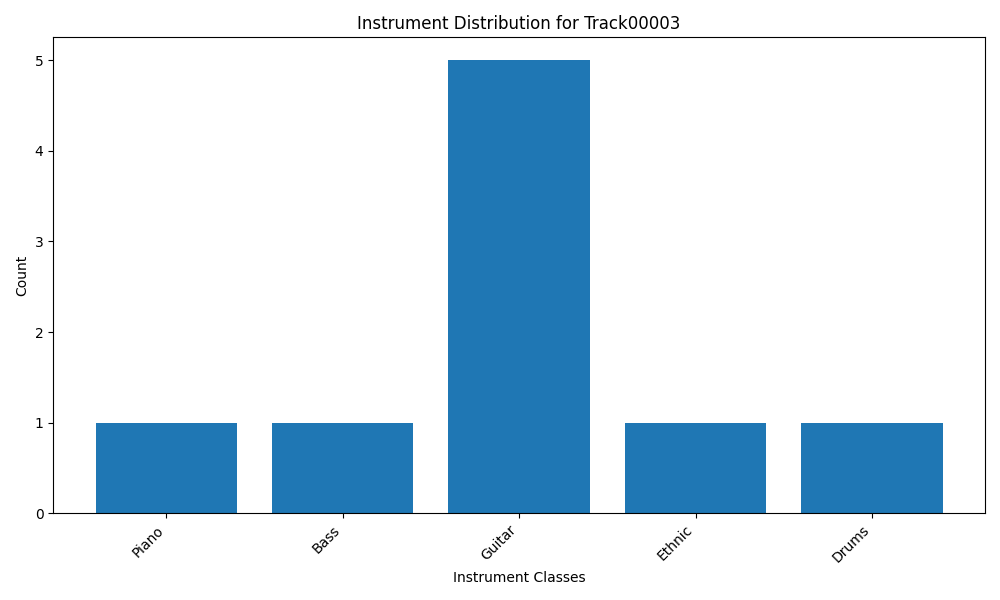 Instrument Distribution for Track00003
Count
5
4
3
2
1
0
Piano
Bass
Guitar
Ethnic
Drums
Instrument Classes